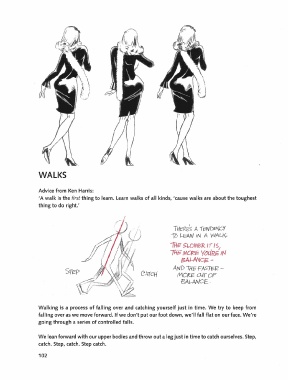 WALKS
Advice from Ken Harris:
'A walk is the first thing to learn. Learn walks of all kinds, 'cause walks are about the toughest
thing to do right.'
THERE'S A TENDENCY
TO LEAN IN A WALK
THE SLOWER IT IS,
THE MORE YOU'RE IN
BALANCE –
AND THE FASTER –
MORE OUT OF
BALANCE.
STEP
CATCH
Walking is a process of falling over and catching yourself just in time. We try to keep from
falling over as we move forward. If we don't put our foot down, we'll fall flat on our face. We're
going through a series of controlled falls.
We lean forward with our upper bodies and throw out a leg just in time to catch ourselves. Step,
catch. Step, catch. Step catch.
102